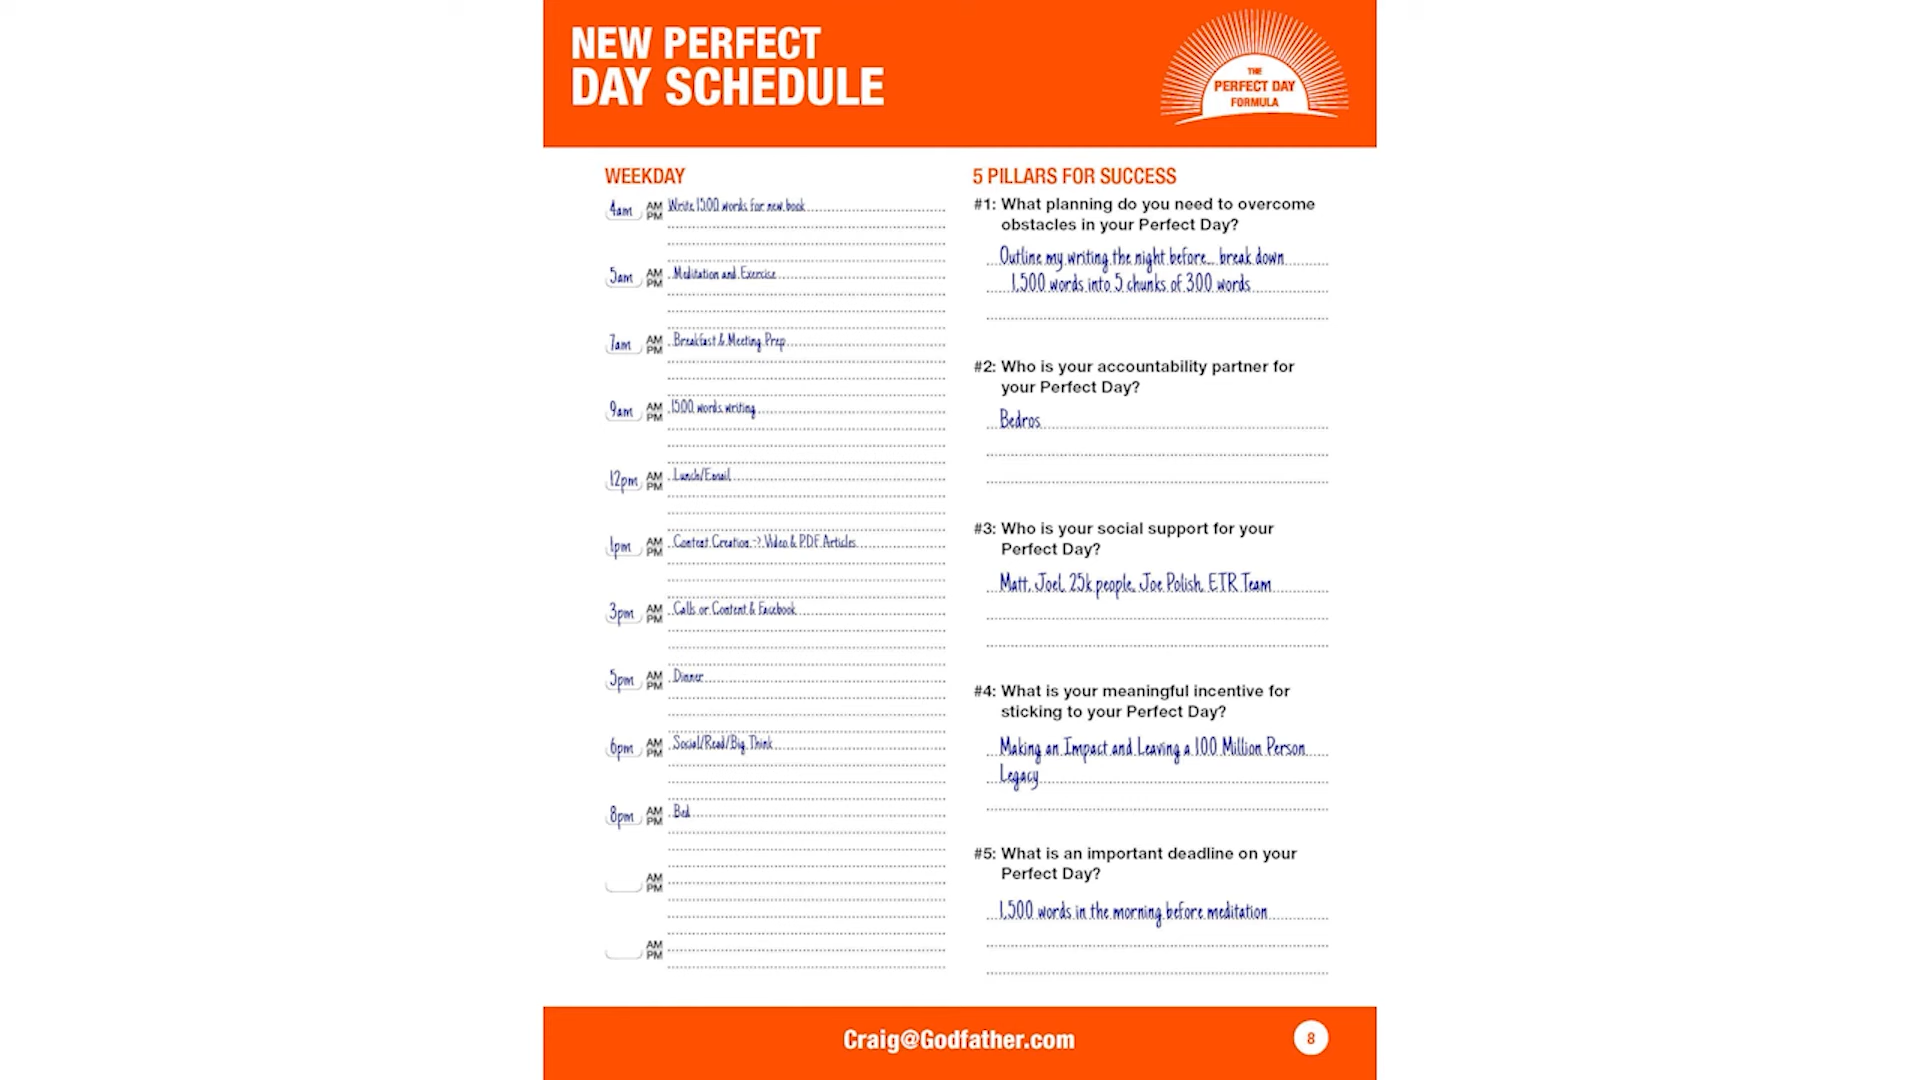 NEW PERFECT
DAY SCHEDULE
THE
PERFECT DAY
FORMULA
WEEKDAY
4am AM PM Write 1500 words for new book
5am AM PM Meditation and Exercise
7am AM PM Breakfast & Meeting Prep
9am AM PM 1500 words writing
12pm AM PM Lunch/Email
1pm AM PM Content Creation -> Video & PDF Articles
3pm AM PM Calls or Content & Facebook
5pm AM PM Dinner
6pm AM PM Social/Read/Big Think
8pm AM PM Bed
AM PM
AM PM
5 PILLARS FOR SUCCESS
#1: What planning do you need to overcome
obstacles in your Perfect Day?
Outline my writing the night before... break down
1,500 words into 5 chunks of 300 words
#2: Who is your accountability partner for
your Perfect Day?
Bedros
#3: Who is your social support for your
Perfect Day?
Matt, Joel, 25k people, Joe Polish, ETR Team
#4: What is your meaningful incentive for
sticking to your Perfect Day?
Making an Impact and Leaving a 100 Million Person
Legacy
#5: What is an important deadline on your
Perfect Day?
1,500 words in the morning before meditation
Craig@Godfather.com
8